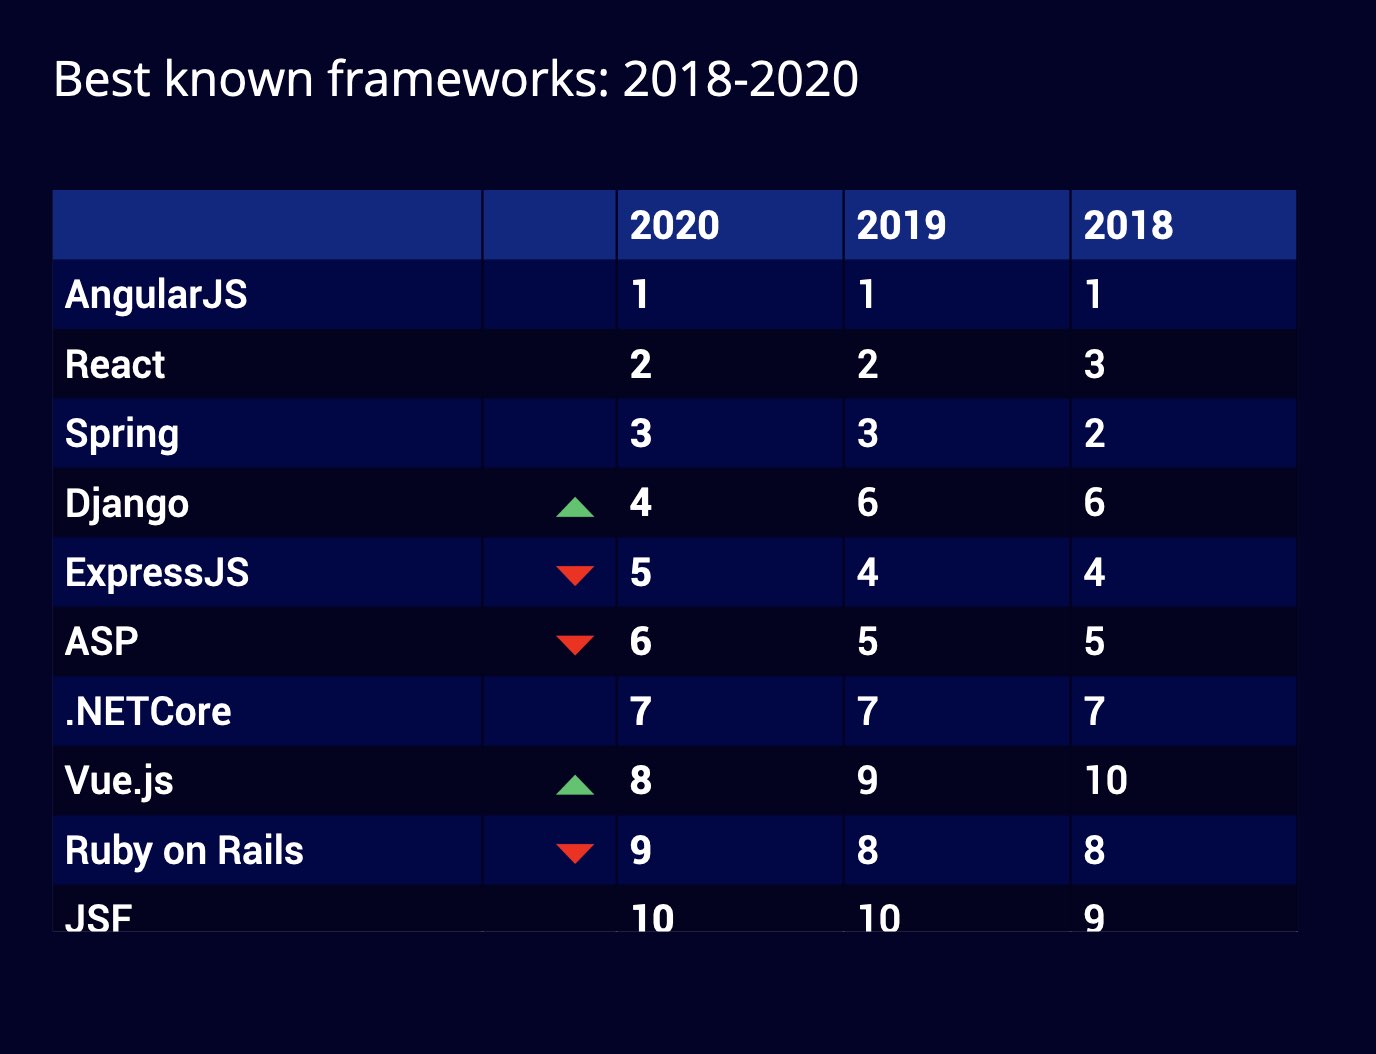 Best known frameworks: 2018-2020
2020 2019 2018
AngularJS 1 1 1
React 2 2 3
Spring 3 3 2
Django 4 6 6
ExpressJS 5 4 4
ASP 6 5 5
.NETCore 7 7 7
Vue.js 8 9 10
Ruby on Rails 9 8 8
JSF 10 10 9